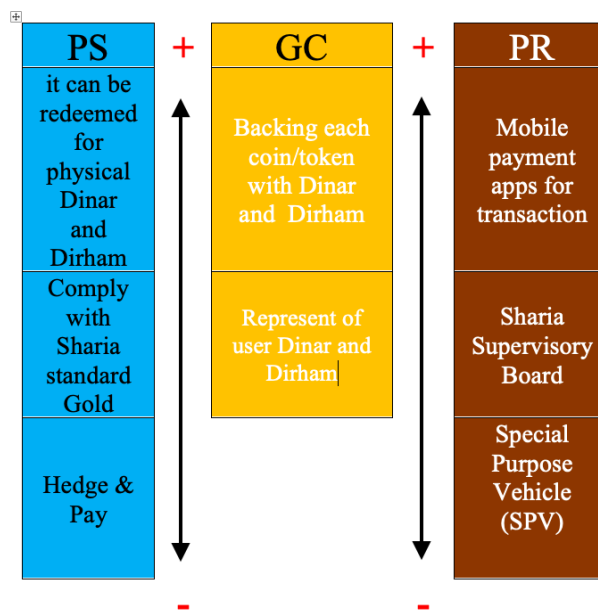 PS + GC + PR
it can be
redeemed
for
physical
Dinar
and
Dirham
Backing each
coin/token
with Dinar
and Dirham
Mobile
payment
apps for
transaction
Comply
with
Sharia
standard
Gold
Represent of
user Dinar and
Dirham
Sharia
Supervisory
Board
Hedge &
Pay
Special
Purpose
Vehicle
(SPV)
- -